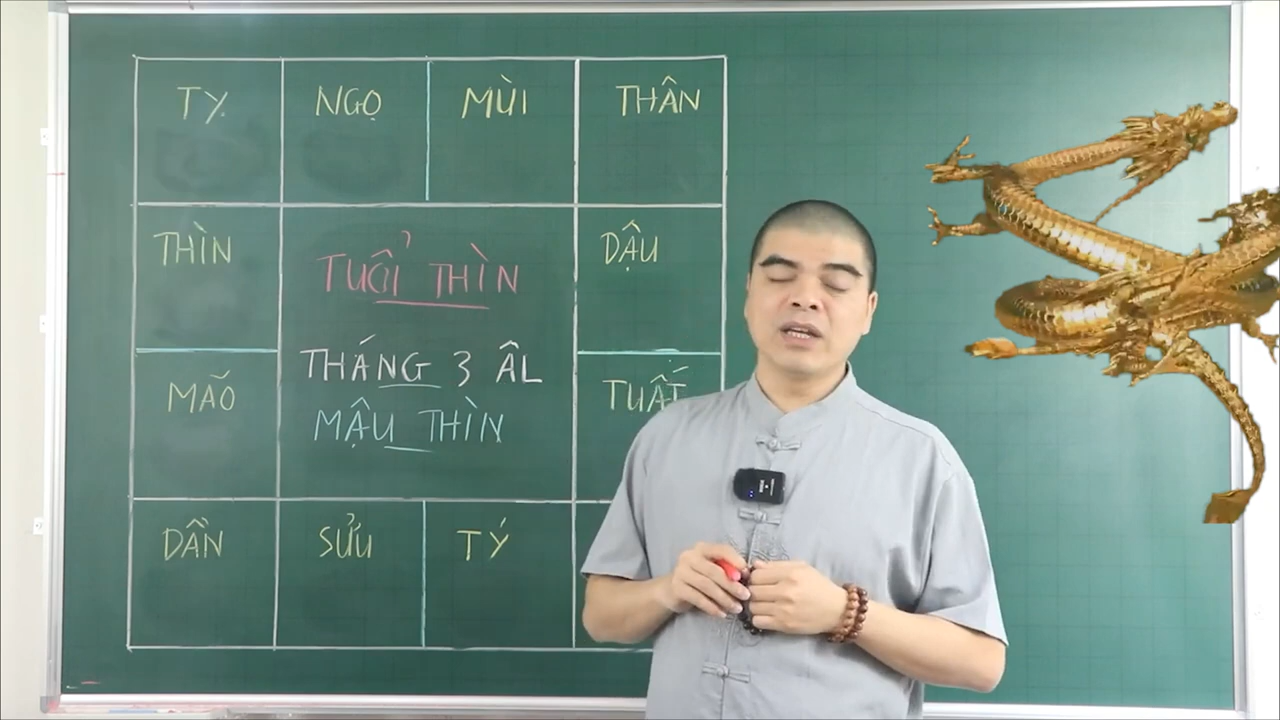 TỴ NGỌ MÙI THÂN
THÌN DẬU
TUỔI THÌN
THÁNG 3 ÂL
MÃO TUẤT
MẬU THÌN
DẦN SỬU TÝ